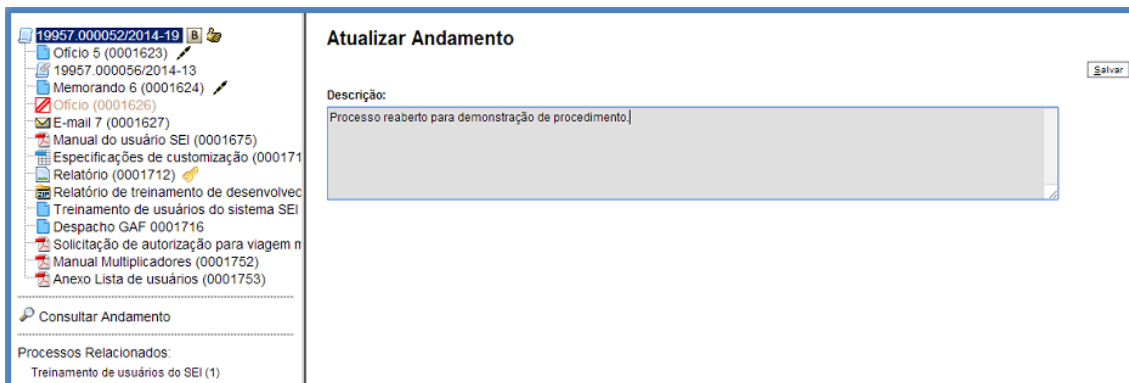 19957.000052/2014-19 B
Ofício 5 (0001623)
19957.000056/2014-13
Memorando 6 (0001624)
Ofício (0001626)
E-mail 7 (0001627)
Manual do usuário SEI (0001675)
Especificações de customização (000171
Relatório (0001712)
Relatório de treinamento de desenvolvec
Treinamento de usuários do sistema SEI
Despacho GAF 0001716
Solicitação de autorização para viagem n
Manual Multiplicadores (0001752)
Anexo Lista de usuários (0001753)
Consultar Andamento
Processos Relacionados:
Treinamento de usuários do SEI (1)
Atualizar Andamento
Salvar
Descrição:
Processo reaberto para demonstração de procedimento.